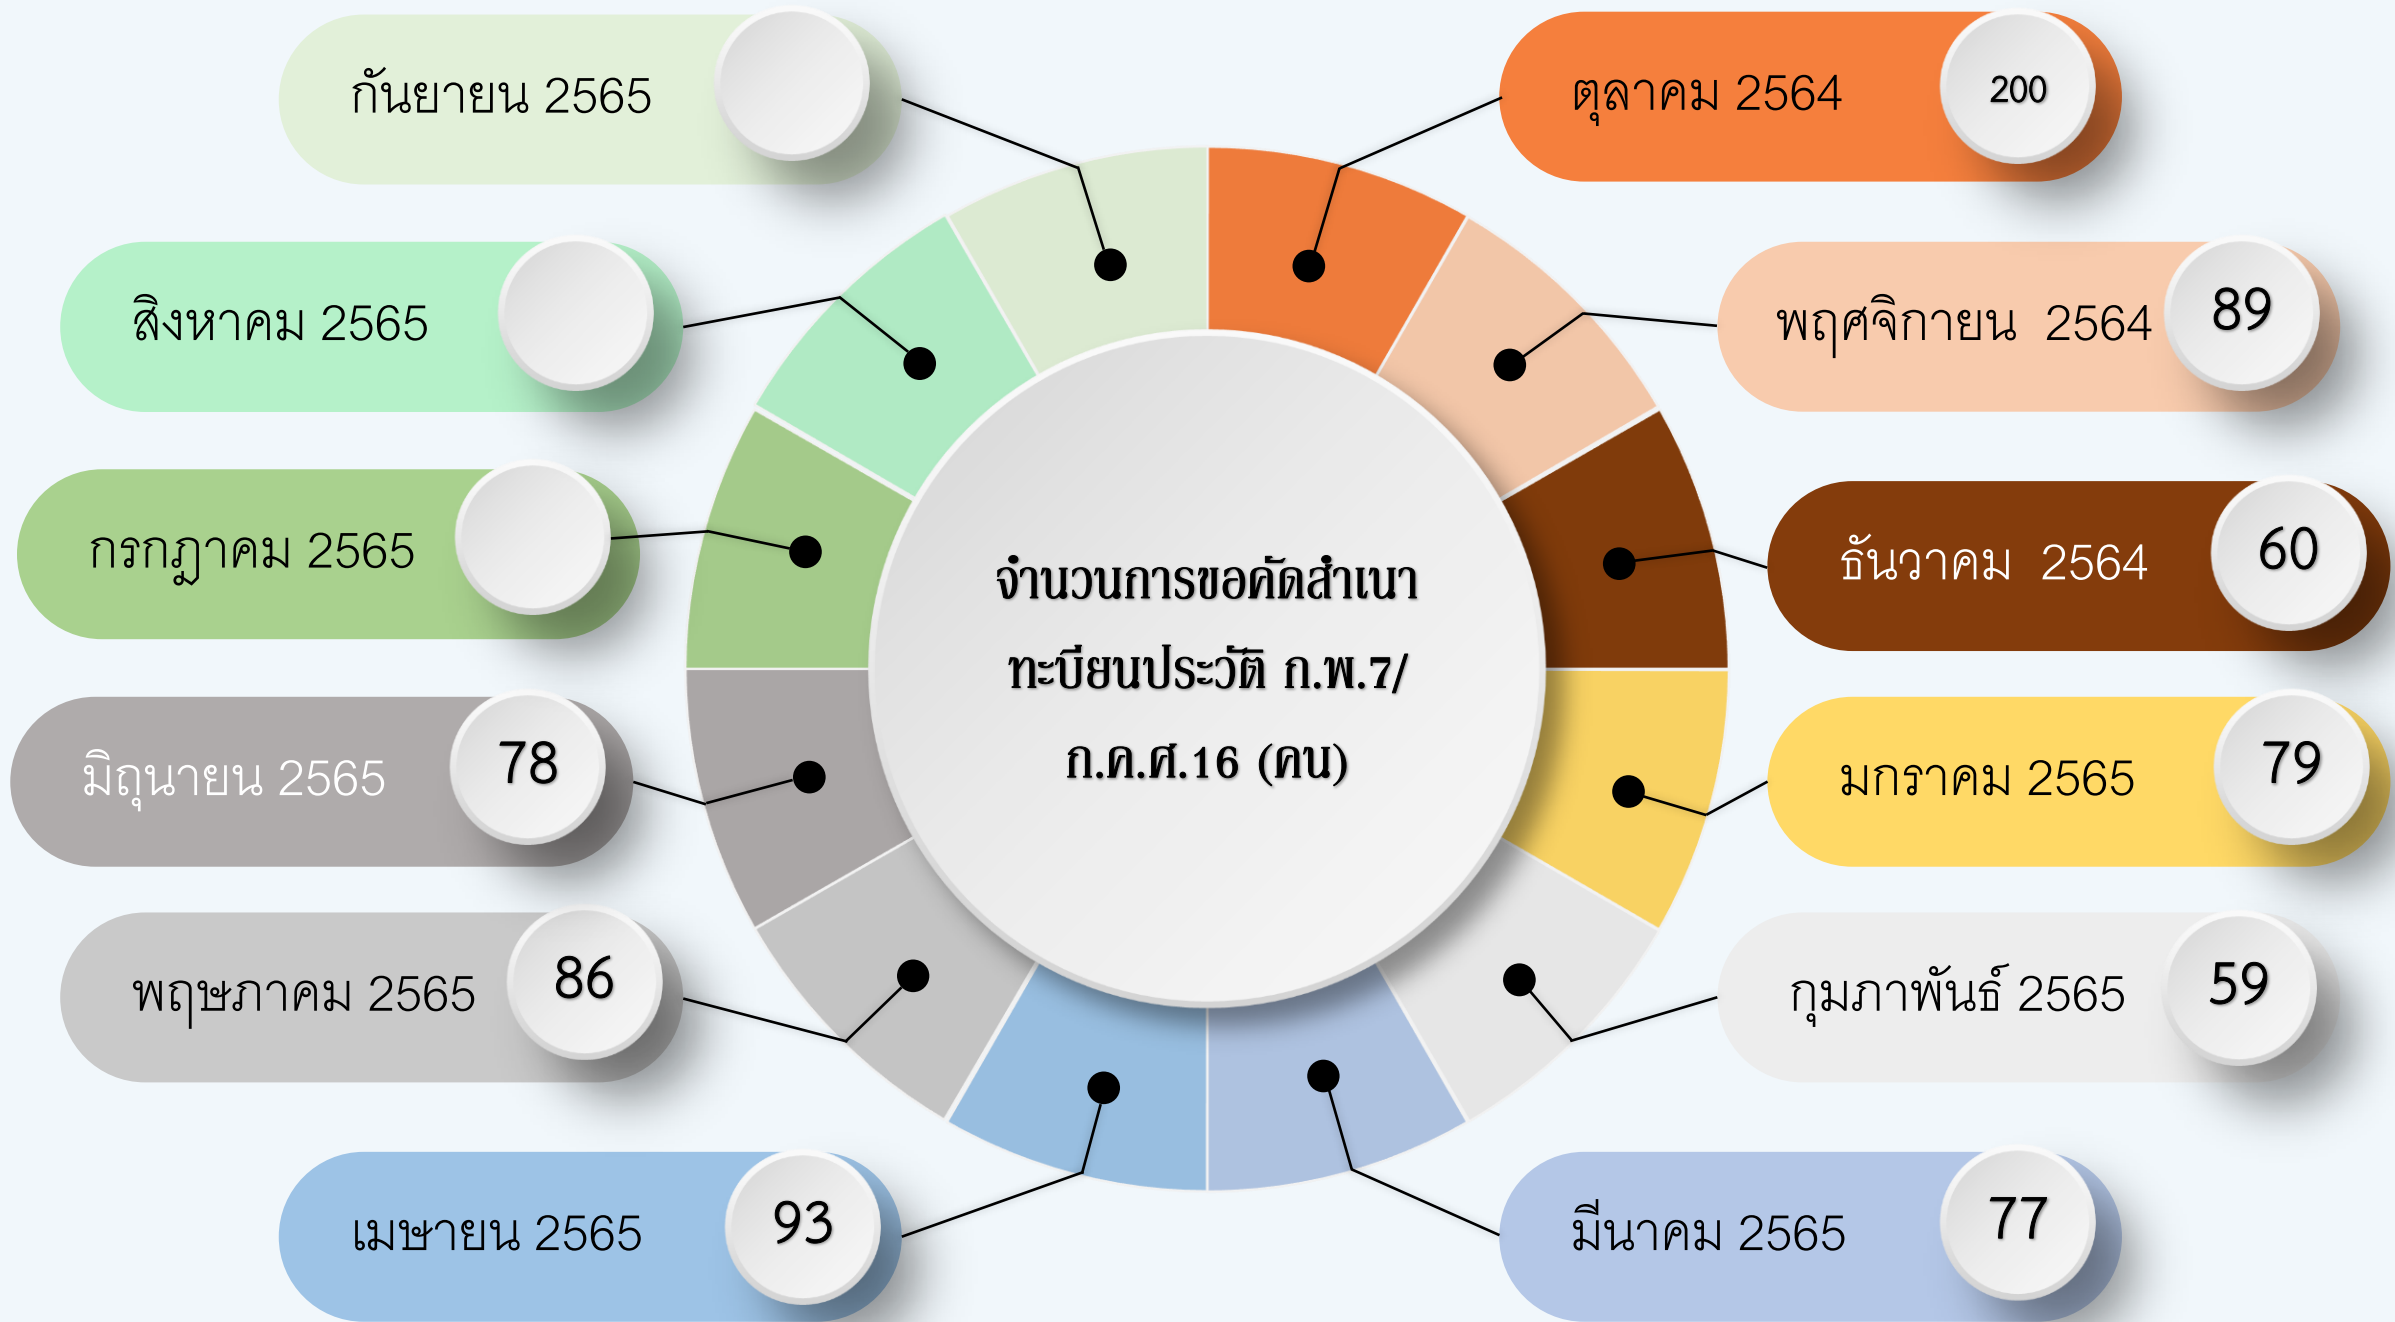 จำนวนการขอคัดสำเนา
ทะเบียนประวัติ ก.พ.7/
ก.ค.ศ.16 (คน)
ตุลาคม 2564 200
พฤศจิกายน 2564 89
ธันวาคม 2564 60
มกราคม 2565 79
กุมภาพันธ์ 2565 59
มีนาคม 2565 77
เมษายน 2565 93
พฤษภาคม 2565 86
มิถุนายน 2565 78
กรกฎาคม 2565
สิงหาคม 2565
กันยายน 2565